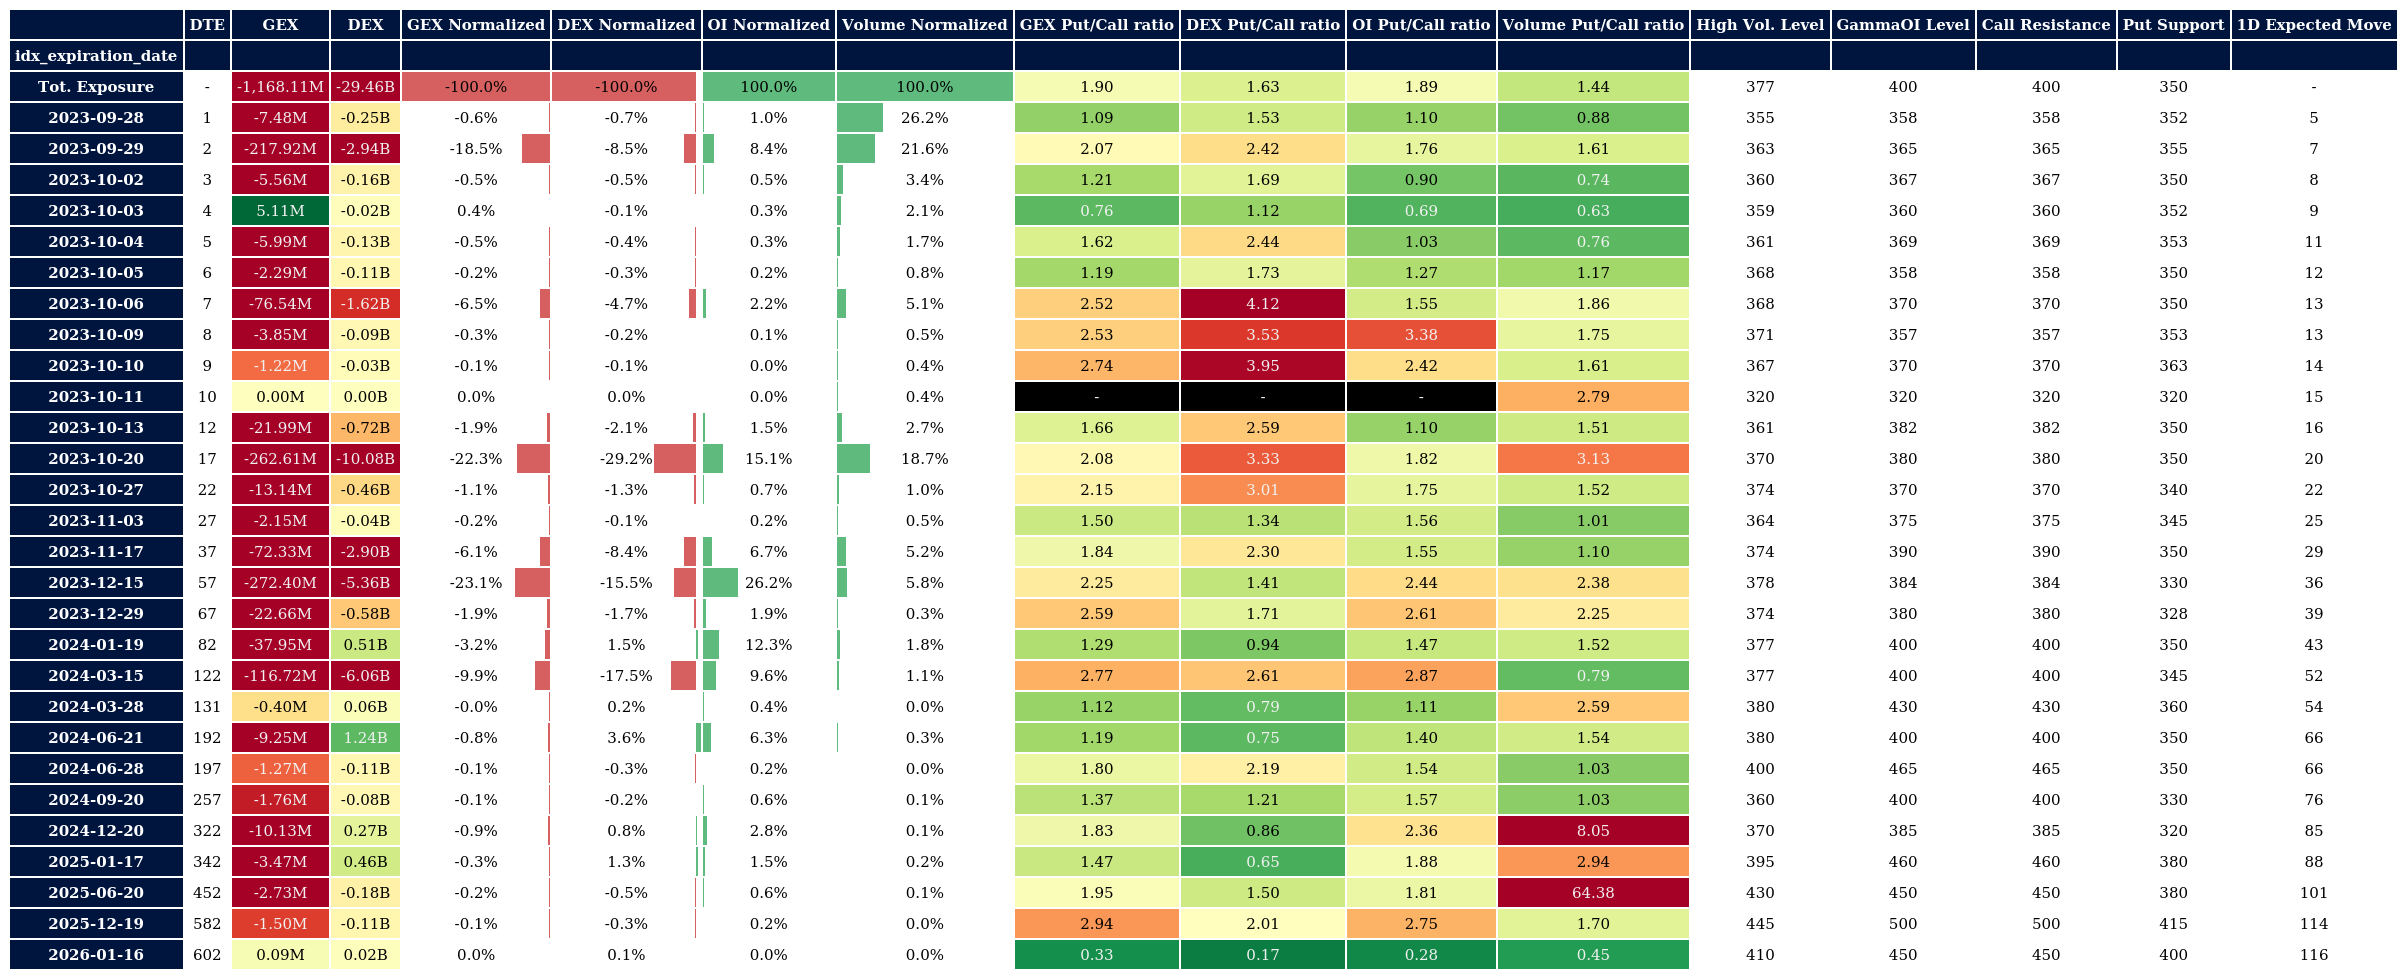 DTE GEX DEX GEX Normalized DEX Normalized OI Normalized Volume Normalized GEX Put/Call ratio DEX Put/Call ratio OI Put/Call ratio Volume Put/Call ratio High Vol. Level GammaOI Level Call Resistance Put Support 1D Expected Move
idx_expiration_date
Tot. Exposure - -1,168.11M -29.46B -100.0% -100.0% 100.0% 100.0% 1.90 1.63 1.89 1.44 377 400 400 350 -
2023-09-28 1 -7.48M -0.25B -0.6% -0.7% 1.0% 26.2% 1.09 1.53 1.10 0.88 355 358 358 352 5
2023-09-29 2 -217.92M -2.94B -18.5% -8.5% 8.4% 21.6% 2.07 2.42 1.76 1.61 363 365 365 355 7
2023-10-02 3 -5.56M -0.16B -0.5% -0.5% 0.5% 3.4% 1.21 1.69 0.90 0.74 360 367 367 350 8
2023-10-03 4 5.11M -0.02B 0.4% -0.1% 0.3% 2.1% 0.76 1.12 0.69 0.63 359 360 360 352 9
2023-10-04 5 -5.99M -0.13B -0.5% -0.4% 0.3% 1.7% 1.62 2.44 1.03 0.76 361 369 369 353 11
2023-10-05 6 -2.29M -0.11B -0.2% -0.3% 0.2% 0.8% 1.19 1.73 1.27 1.17 368 358 358 350 12
2023-10-06 7 -76.54M -1.62B -6.5% -4.7% 2.2% 5.1% 2.52 4.12 1.55 1.86 368 370 370 350 13
2023-10-09 8 -3.85M -0.09B -0.3% -0.2% 0.1% 0.5% 2.53 3.53 3.38 1.75 371 357 357 353 13
2023-10-10 9 -1.22M -0.03B -0.1% -0.1% 0.0% 0.4% 2.74 3.95 2.42 1.61 367 370 370 363 14
2023-10-11 10 0.00M 0.00B 0.0% 0.0% 0.0% 0.4% - - - 2.79 320 320 320 320 15
2023-10-13 12 -21.99M -0.72B -1.9% -2.1% 1.5% 2.7% 1.66 2.59 1.10 1.51 361 382 382 350 16
2023-10-20 17 -262.61M -10.08B -22.3% -29.2% 15.1% 18.7% 2.08 3.33 1.82 3.13 370 380 380 350 20
2023-10-27 22 -13.14M -0.46B -1.1% -1.3% 0.7% 1.0% 2.15 3.01 1.75 1.52 374 370 370 340 22
2023-11-03 27 -2.15M -0.04B -0.2% -0.1% 0.2% 0.5% 1.50 1.34 1.56 1.01 364 375 375 345 25
2023-11-17 37 -72.33M -2.90B -6.1% -8.4% 6.7% 5.2% 1.84 2.30 1.55 1.10 374 390 390 350 29
2023-12-15 57 -272.40M -5.36B -23.1% -15.5% 26.2% 5.8% 2.25 1.41 2.44 2.38 378 384 384 330 36
2023-12-29 67 -22.66M -0.58B -1.9% -1.7% 1.9% 0.3% 2.59 1.71 2.61 2.25 374 380 380 328 39
2024-01-19 82 -37.95M 0.51B -3.2% 1.5% 12.3% 1.8% 1.29 0.94 1.47 1.52 377 400 400 350 43
2024-03-15 122 -116.72M -6.06B -9.9% -17.5% 9.6% 1.1% 2.77 2.61 2.87 0.79 377 400 400 345 52
2024-03-28 131 -0.40M 0.06B -0.0% 0.2% 0.4% 0.0% 1.12 0.79 1.11 2.59 380 430 430 360 54
2024-06-21 192 -9.25M 1.24B -0.8% 3.6% 6.3% 0.3% 1.19 0.75 1.40 1.54 380 400 400 350 66
2024-06-28 197 -1.27M -0.11B -0.1% -0.3% 0.2% 0.0% 1.80 2.19 1.54 1.03 400 465 465 350 66
2024-09-20 257 -1.76M -0.08B -0.1% -0.2% 0.6% 0.1% 1.37 1.21 1.57 1.03 360 400 400 330 76
2024-12-20 322 -10.13M 0.27B -0.9% 0.8% 2.8% 0.1% 1.83 0.86 2.36 8.05 370 385 385 320 85
2025-01-17 342 -3.47M 0.46B -0.3% 1.3% 1.5% 0.2% 1.47 0.65 1.88 2.94 395 460 460 380 88
2025-06-20 452 -2.73M -0.18B -0.2% -0.5% 0.6% 0.1% 1.95 1.50 1.81 64.38 430 450 450 380 101
2025-12-19 582 -1.50M -0.11B -0.1% -0.3% 0.2% 0.0% 2.94 2.01 2.75 1.70 445 500 500 415 114
2026-01-16 602 0.09M 0.02B 0.0% 0.1% 0.0% 0.0% 0.33 0.17 0.28 0.45 410 450 450 400 116